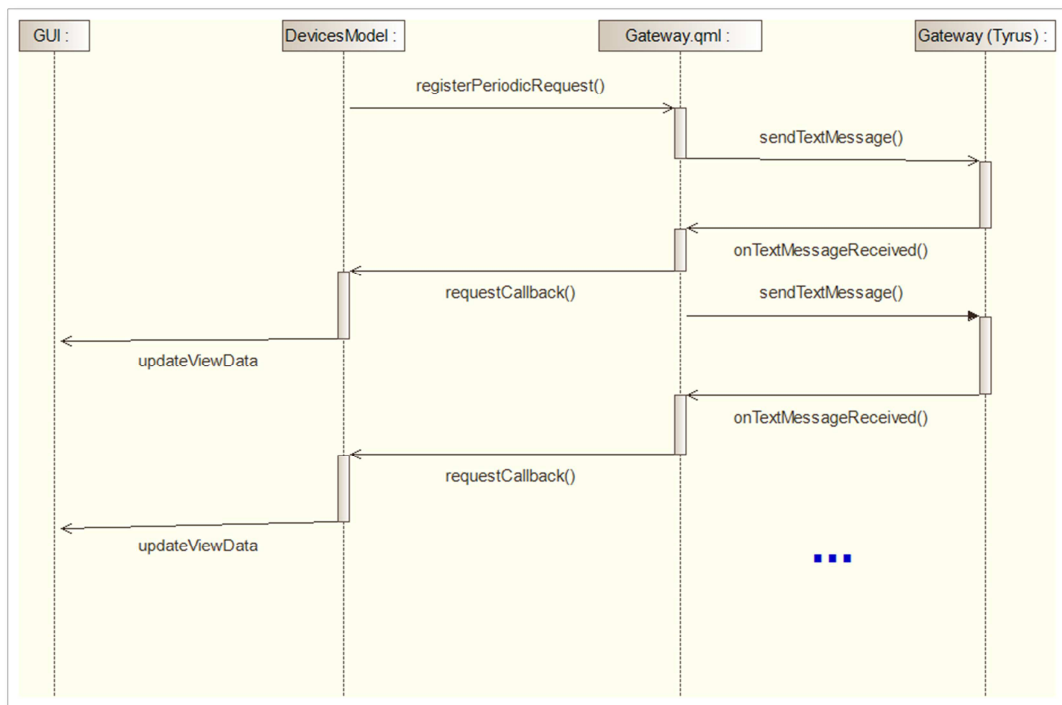 GUI :
DevicesModel :
Gateway.qml :
Gateway (Tyrus) :
registerPeriodicRequest()
sendTextMessage()
onTextMessageReceived()
requestCallback()
sendTextMessage()
updateViewData
onTextMessageReceived()
requestCallback()
updateViewData
...